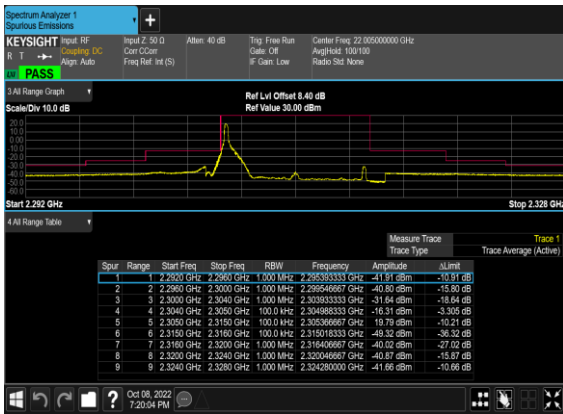 Spectrum Analyzer 1
Spurious Emissions
KEYSIGHT Input: RF Input Z: 50 Ω Atten: 40 dB Trig: Free Run Center Freq: 22.005000000 GHz
R T Coupling: DC Corr CCorr Gate: Off Avg|Hold: 100/100
Align: Auto Freq Ref: Int (S) IF Gain: Low Radio Std: None
PASS
3 All Range Graph
Ref Lvl Offset 8.40 dB
Scale/Div 10.0 dB Ref Value 30.00 dBm
20.0
10.0
0.00
-10.0
-20.0
-30.0
-40.0
-50.0
-60.0
Start 2.292 GHz Stop 2.328 GHz
4 All Range Table
Measure Trace Trace 1
Trace Type Trace Average (Active)
Spur Range Start Freq Stop Freq RBW Frequency Amplitude ΔLimit
1 1 2.2920 GHz 2.2960 GHz 1.000 MHz 2.295393333 GHz -41.91 dBm -10.91 dB
2 2 2.2960 GHz 2.3000 GHz 1.000 MHz 2.299546667 GHz -40.80 dBm -15.80 dB
3 3 2.3000 GHz 2.3040 GHz 1.000 MHz 2.303933333 GHz -31.64 dBm -18.64 dB
4 4 2.3040 GHz 2.3050 GHz 100.0 kHz 2.304988333 GHz -16.31 dBm -3.305 dB
5 5 2.3050 GHz 2.3150 GHz 100.0 kHz 2.305366667 GHz 19.79 dBm -10.21 dB
6 6 2.3150 GHz 2.3160 GHz 100.0 kHz 2.315018333 GHz -49.32 dBm -36.32 dB
7 7 2.3160 GHz 2.3200 GHz 1.000 MHz 2.316406667 GHz -40.02 dBm -27.02 dB
8 8 2.3200 GHz 2.3240 GHz 1.000 MHz 2.320046667 GHz -40.87 dBm -15.87 dB
9 9 2.3240 GHz 2.3280 GHz 1.000 MHz 2.324280000 GHz -41.66 dBm -10.66 dB
Oct 08, 2022
7:20:04 PM